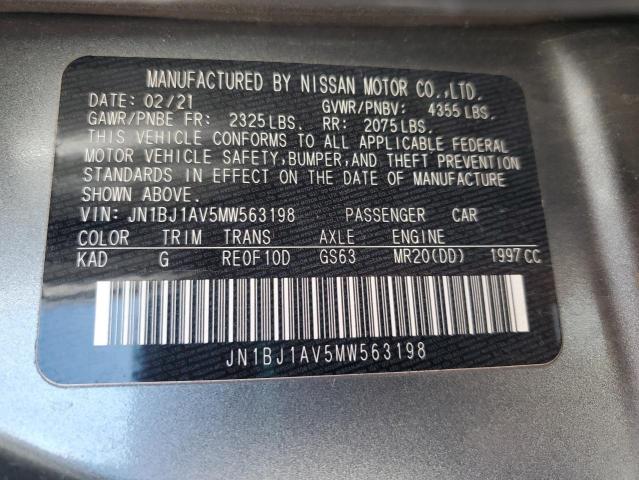 MANUFACTURED BY NISSAN MOTOR CO.,LTD.
DATE: 02/21 GVWR/PNBV: 4355 LBS.
GAWR/PNBE FR: 2325 LBS. RR: 2075 LBS.
THIS VEHICLE CONFORMS TO ALL APPLICABLE FEDERAL
MOTOR VEHICLE SAFETY, BUMPER, AND THEFT PREVENTION
STANDARDS IN EFFECT ON THE DATE OF MANUFACTURE
SHOWN ABOVE.
VIN: JN1BJ1AV5MW563198 PASSENGER CAR
COLOR TRIM TRANS AXLE ENGINE
KAD G RE0F10D GS63 MR20(DD) 1997 CC
JN1BJ1AV5MW563198